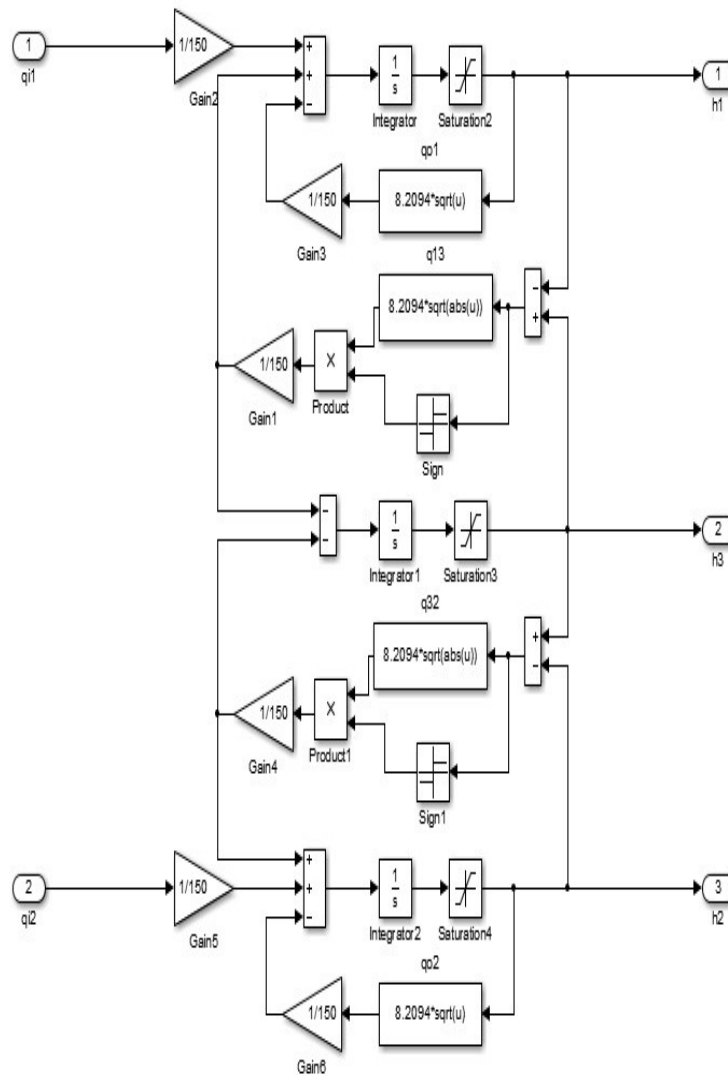 1
qi1
1/150
Gain2
+
+
−
1
s
Integrator
Saturation2
1
h1
qp1
1/150
Gain3
8.2094*sqrt(u)
q13
8.2094*sqrt(abs(u))
−
+
1/150
Gain1
×
Product
Sign
−
−
1
s
Integrator1
Saturation3
2
h3
q32
8.2094*sqrt(abs(u))
+
−
1/150
Gain4
×
Product1
Sign1
2
qi2
1/150
Gain5
+
+
−
1
s
Integrator2
Saturation4
3
h2
qp2
1/150
Gain6
8.2094*sqrt(u)